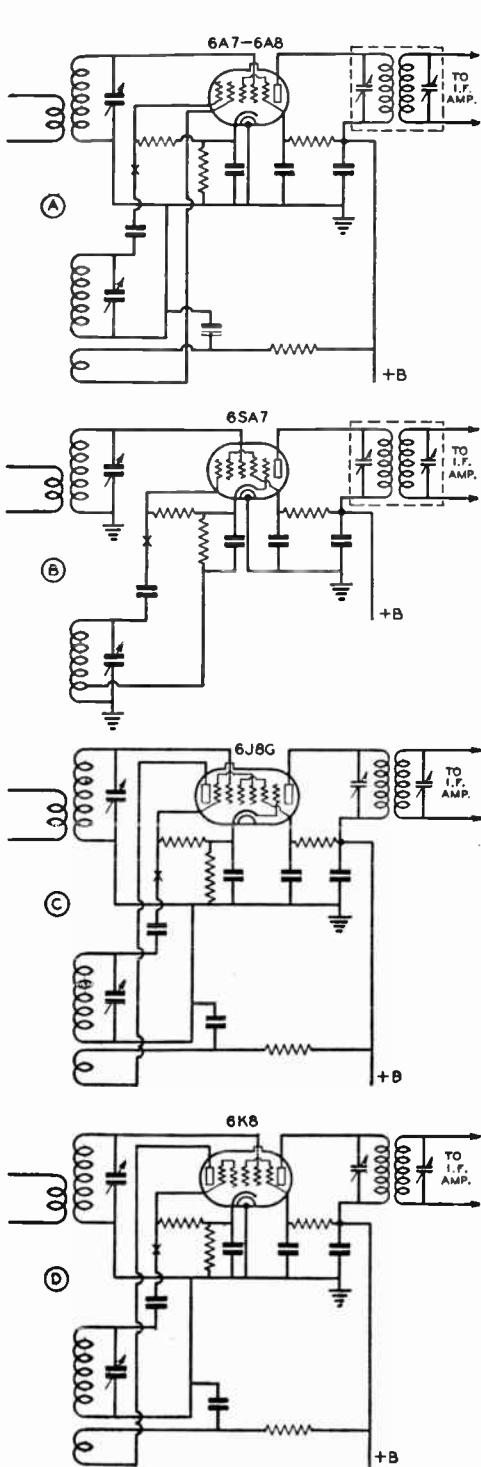 6A7-6A8
TO
I.F.
AMP.
A
+B
6SA7
TO
I.F.
AMP.
B
+B
6J8G
TO
I.F.
AMP.
C
+B
6K8
TO
I.F.
AMP.
D
+B